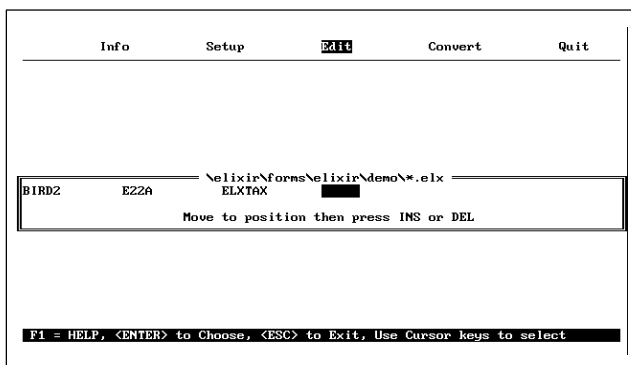 Info Setup Edit Convert Quit
\elixir\forms\elixir\demo\*.elx
BIRD2 E22A ELXTAX
Move to position then press INS or DEL
F1 = HELP, <ENTER> to Choose, <ESC> to Exit, Use Cursor keys to select